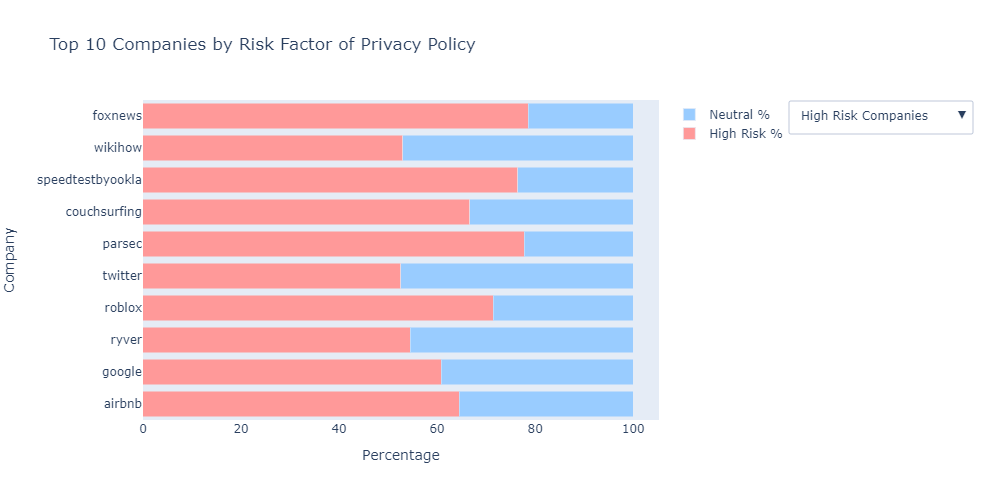 Top 10 Companies by Risk Factor of Privacy Policy
Neutral %
High Risk %
High Risk Companies ▼
Company
foxnews
wikihow
speedtestbyookla
couchsurfing
parsec
twitter
roblox
ryver
google
airbnb
0 20 40 60 80 100
Percentage